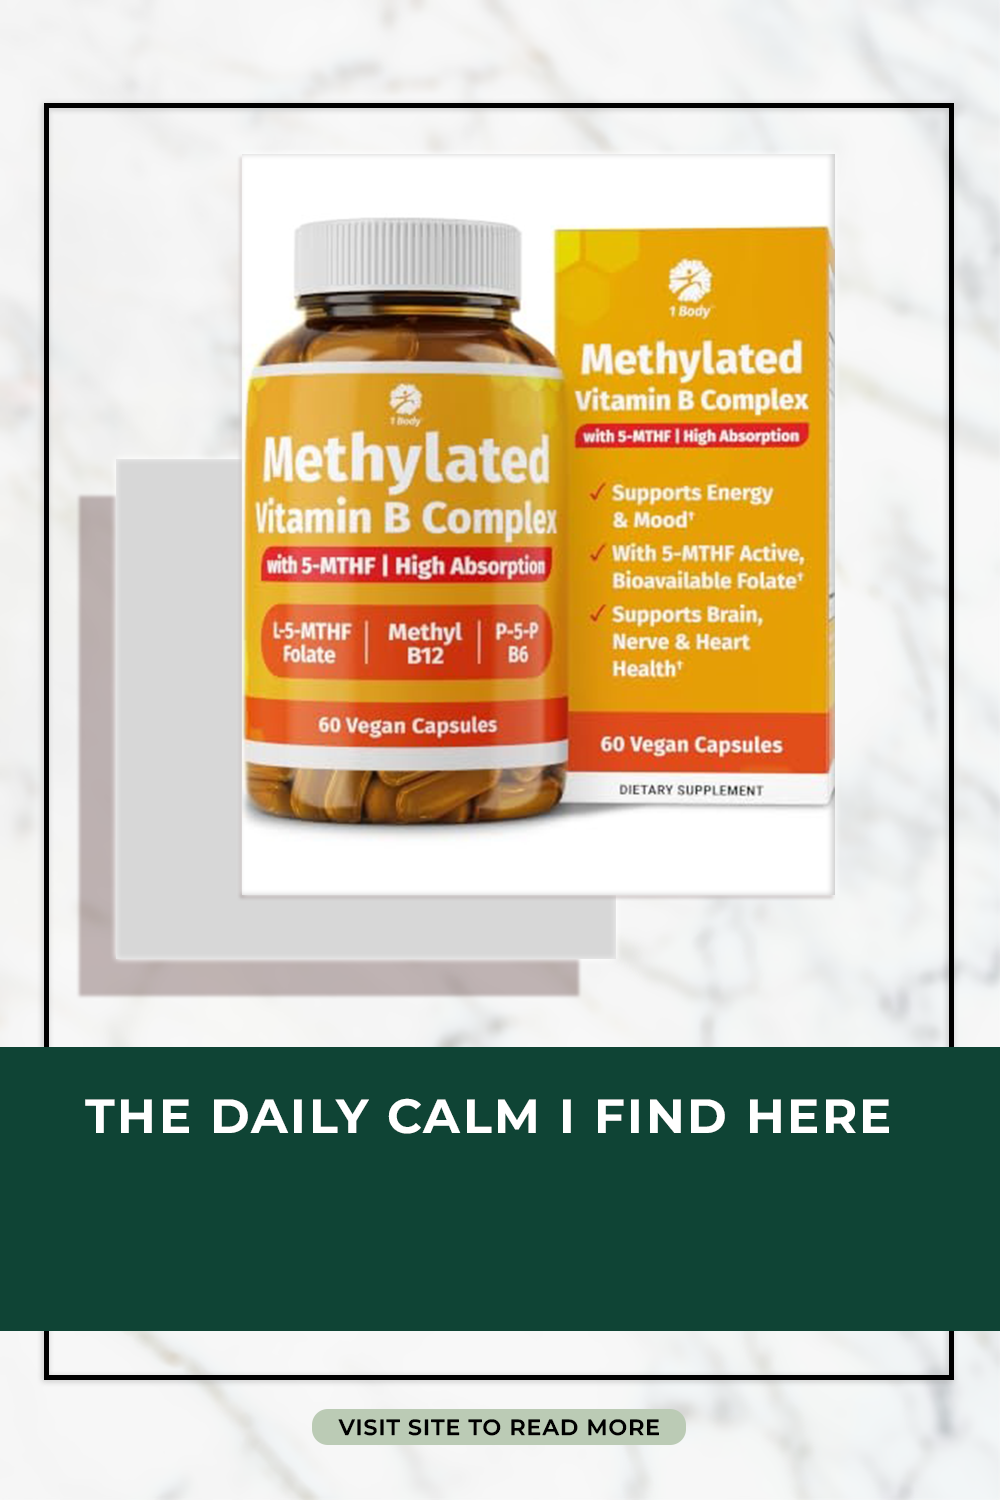 1 Body
Methylated
Vitamin B Complex
with 5-MTHF | High Absorption
L-5-MTHF
Folate
Methyl
B12
P-5-P
B6
60 Vegan Capsules
1 Body
Methylated
Vitamin B Complex
with 5-MTHF | High Absorption
✓ Supports Energy
& Mood†
✓ With 5-MTHF Active,
Bioavailable Folate†
✓ Supports Brain,
Nerve & Heart
Health†
60 Vegan Capsules
DIETARY SUPPLEMENT
THE DAILY CALM I FIND HERE
VISIT SITE TO READ MORE